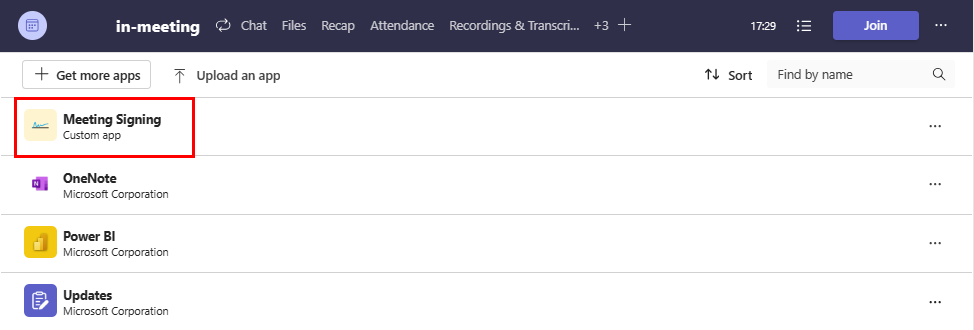 in-meeting Chat Files Recap Attendance Recordings & Transcri... +3 17:29 Join
Get more apps Upload an app Sort Find by name
Meeting Signing
Custom app
OneNote
Microsoft Corporation
Power BI
Microsoft Corporation
Updates
Microsoft Corporation